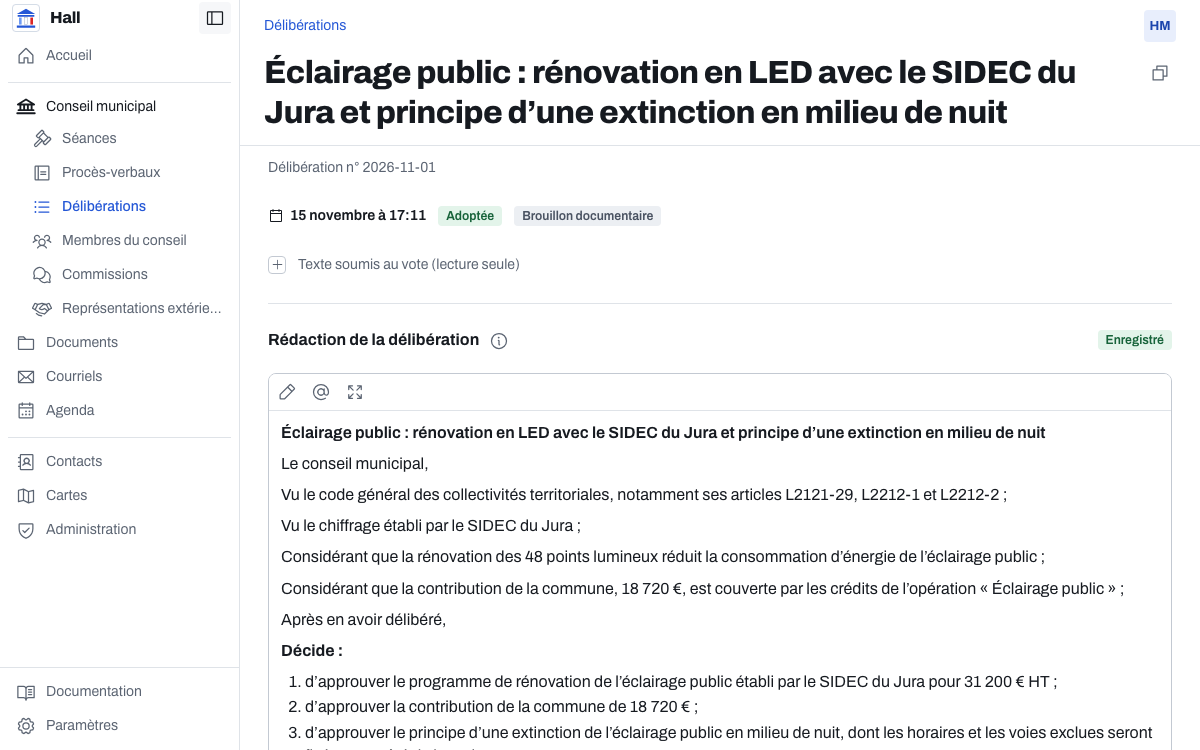 Hall
Accueil
Conseil municipal
Séances
Procès-verbaux
Délibérations
Membres du conseil
Commissions
Représentations extérie...
Documents
Courriels
Agenda
Contacts
Cartes
Administration
Documentation
Paramètres
Délibérations
HM
Éclairage public : rénovation en LED avec le SIDEC du
Jura et principe d’une extinction en milieu de nuit
Délibération n° 2026-11-01
15 novembre à 17:11 Adoptée Brouillon documentaire
Texte soumis au vote (lecture seule)
Rédaction de la délibération
Enregistré
Éclairage public : rénovation en LED avec le SIDEC du Jura et principe d’une extinction en milieu de nuit
Le conseil municipal,
Vu le code général des collectivités territoriales, notamment ses articles L2121-29, L2212-1 et L2212-2 ;
Vu le chiffrage établi par le SIDEC du Jura ;
Considérant que la rénovation des 48 points lumineux réduit la consommation d’énergie de l’éclairage public ;
Considérant que la contribution de la commune, 18 720 €, est couverte par les crédits de l’opération « Éclairage public » ;
Après en avoir délibéré,
Décide :
1. d’approuver le programme de rénovation de l’éclairage public établi par le SIDEC du Jura pour 31 200 € HT ;
2. d’approuver la contribution de la commune de 18 720 € ;
3. d’approuver le principe d’une extinction de l’éclairage public en milieu de nuit, dont les horaires et les voies exclues seront